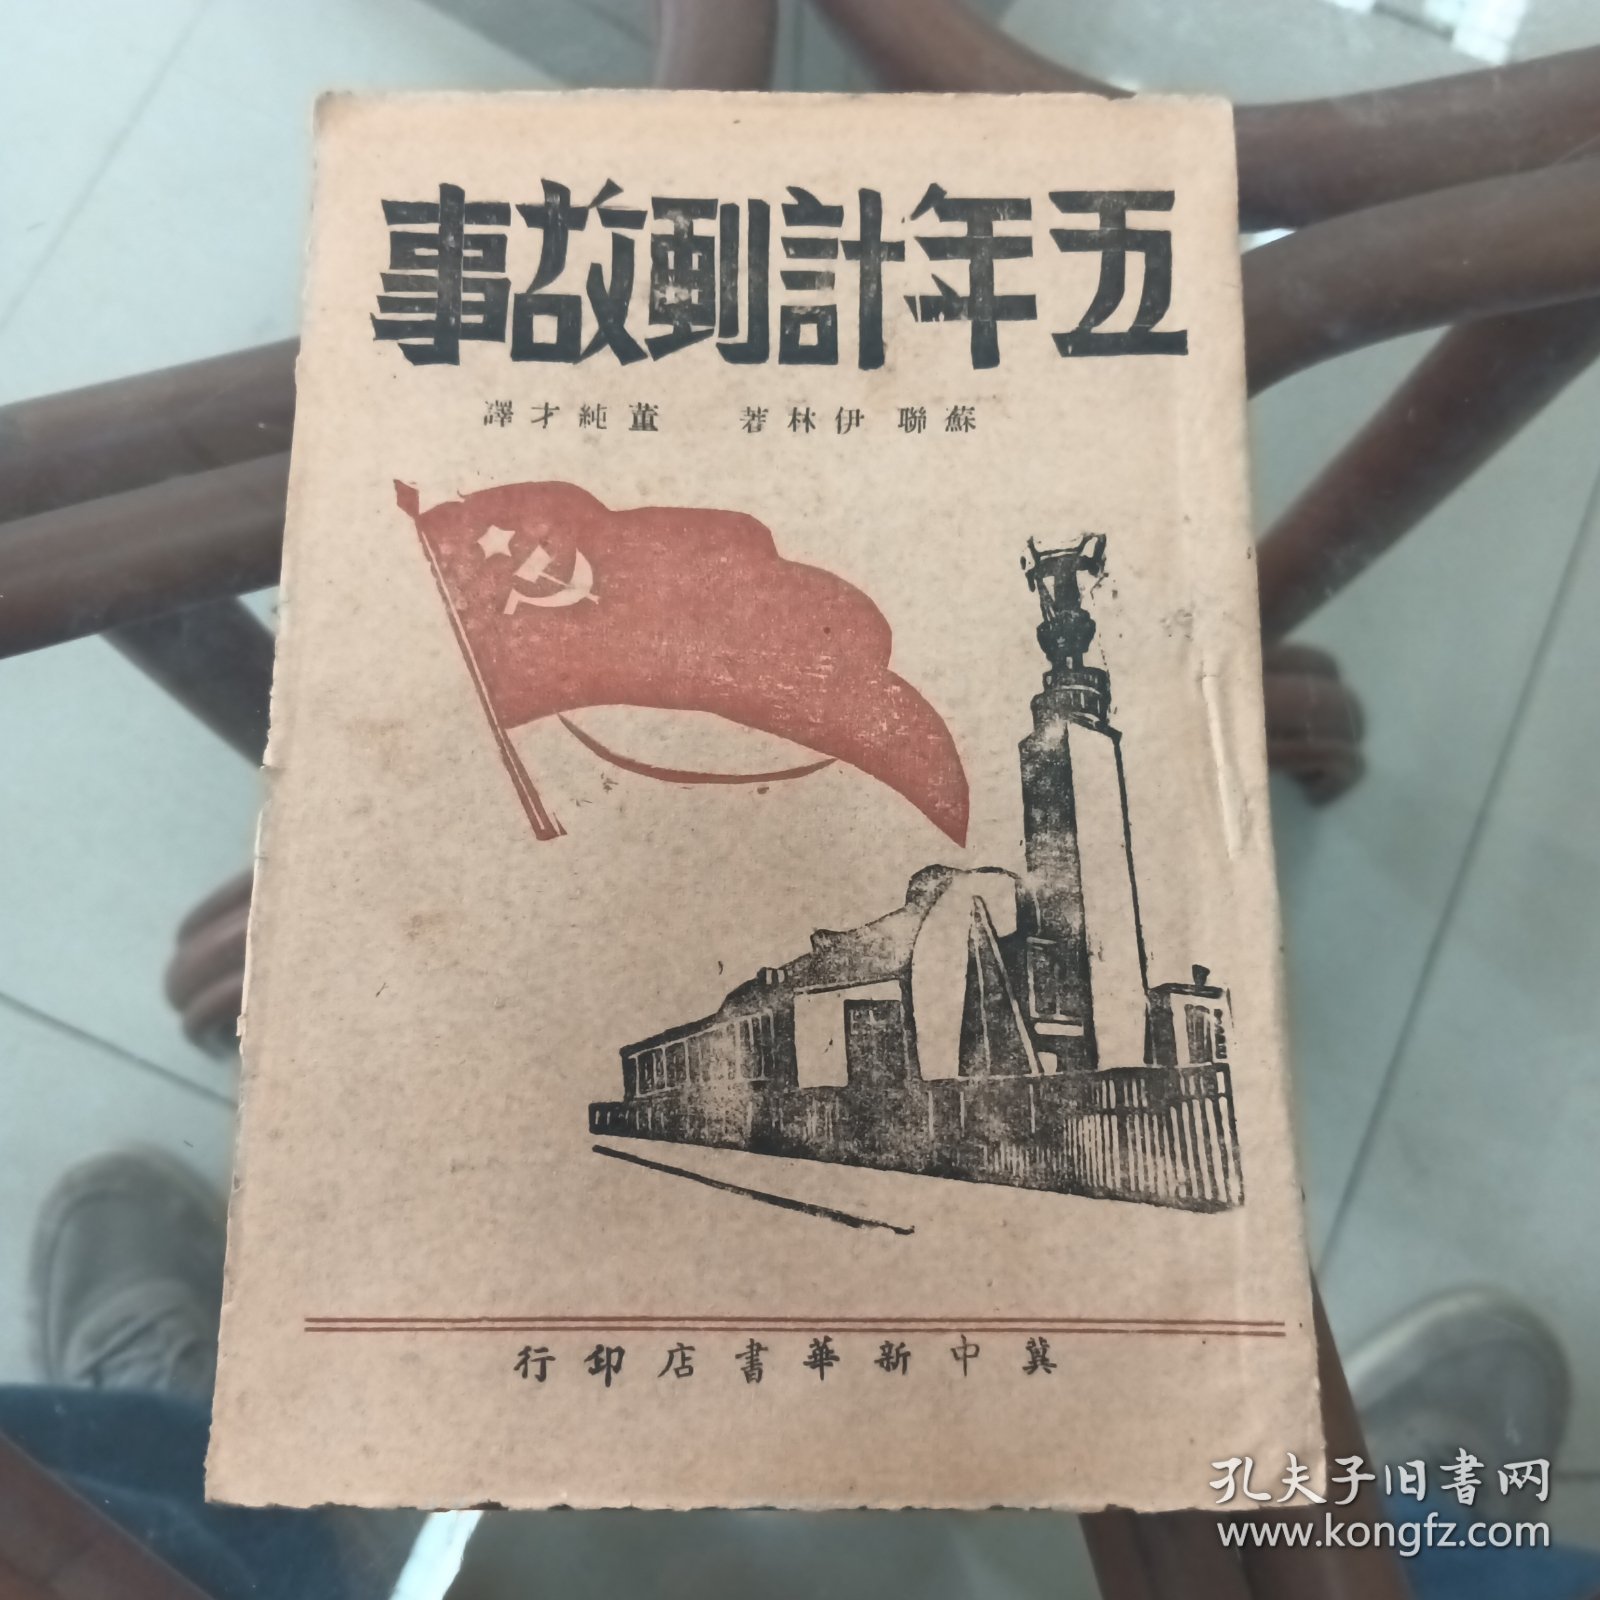 五年計劃故事
蘇聯 伊林著 董純才譯
冀中新華書店印行
孔夫子旧书网
www.kongfz.com